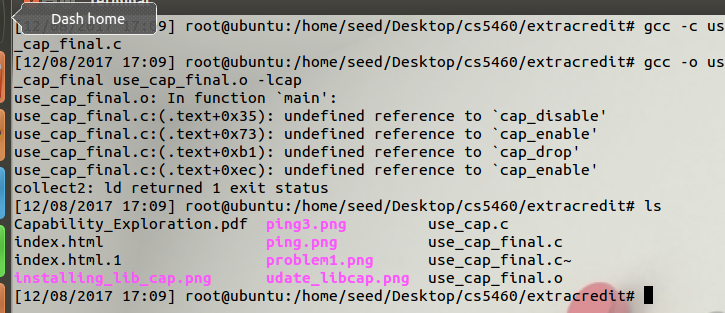 Dash home
[12/08/2017 17:09] root@ubuntu:/home/seed/Desktop/cs5460/extracredit# gcc -c us
_cap_final.c
[12/08/2017 17:09] root@ubuntu:/home/seed/Desktop/cs5460/extracredit# gcc -o us
_cap_final use_cap_final.o -lcap
use_cap_final.o: In function `main':
use_cap_final.c:(.text+0x35): undefined reference to `cap_disable'
use_cap_final.c:(.text+0x73): undefined reference to `cap_enable'
use_cap_final.c:(.text+0xb1): undefined reference to `cap_drop'
use_cap_final.c:(.text+0xec): undefined reference to `cap_enable'
collect2: ld returned 1 exit status
[12/08/2017 17:09] root@ubuntu:/home/seed/Desktop/cs5460/extracredit# ls
Capability_Exploration.pdf ping3.png use_cap.c
index.html ping.png use_cap_final.c
index.html.1 problem1.png use_cap_final.c~
installing_lib_cap.png udate_libcap.png use_cap_final.o
[12/08/2017 17:09] root@ubuntu:/home/seed/Desktop/cs5460/extracredit#